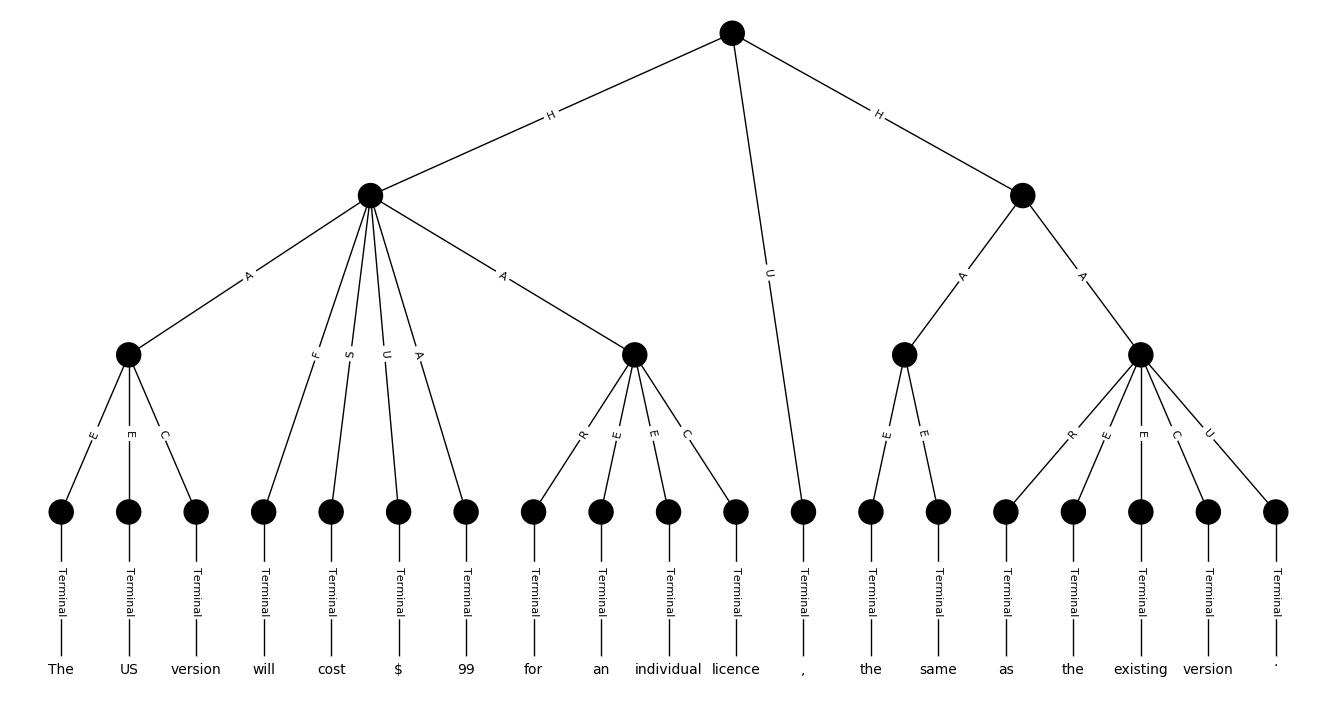 H H
A F S U A A U A A
E E C R E E C E E R E E C U
Terminal Terminal Terminal Terminal Terminal Terminal Terminal Terminal Terminal Terminal Terminal Terminal Terminal Terminal Terminal Terminal Terminal Terminal Terminal
The US version will cost $ 99 for an individual licence , the same as the existing version .